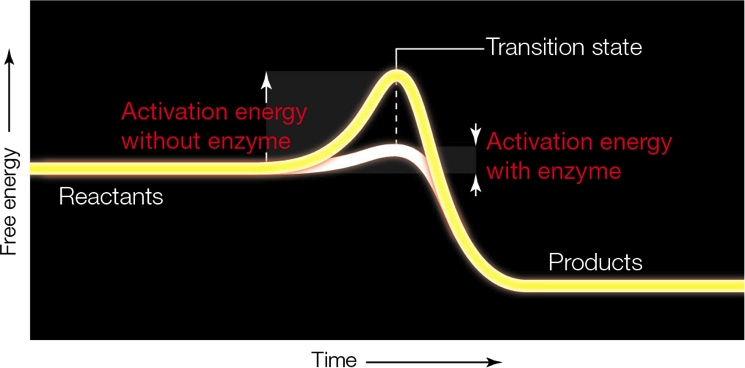 Transition state
Activation energy
without enzyme
Activation energy
with enzyme
Reactants
Products
Free energy
Time